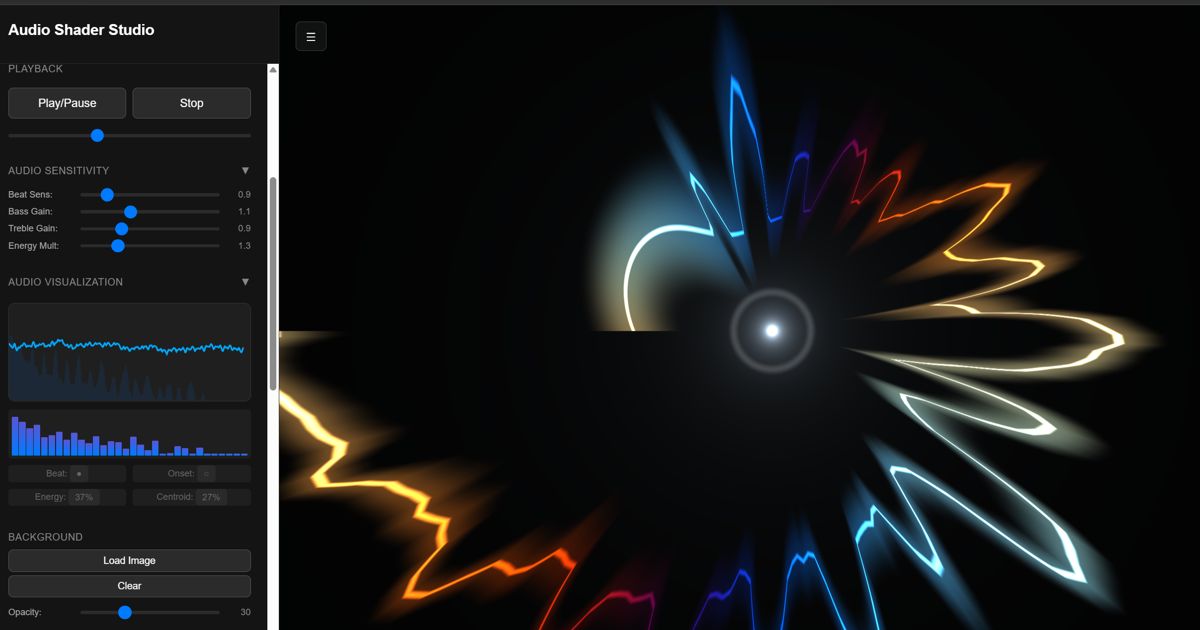 Audio Shader Studio
☰
PLAYBACK
Play/Pause Stop
AUDIO SENSITIVITY ▼
Beat Sens: 0.9
Bass Gain: 1.1
Treble Gain: 0.9
Energy Mult: 1.3
AUDIO VISUALIZATION ▼
Beat: ● Onset: ○
Energy: 37% Centroid: 27%
BACKGROUND
Load Image
Clear
Opacity: 30